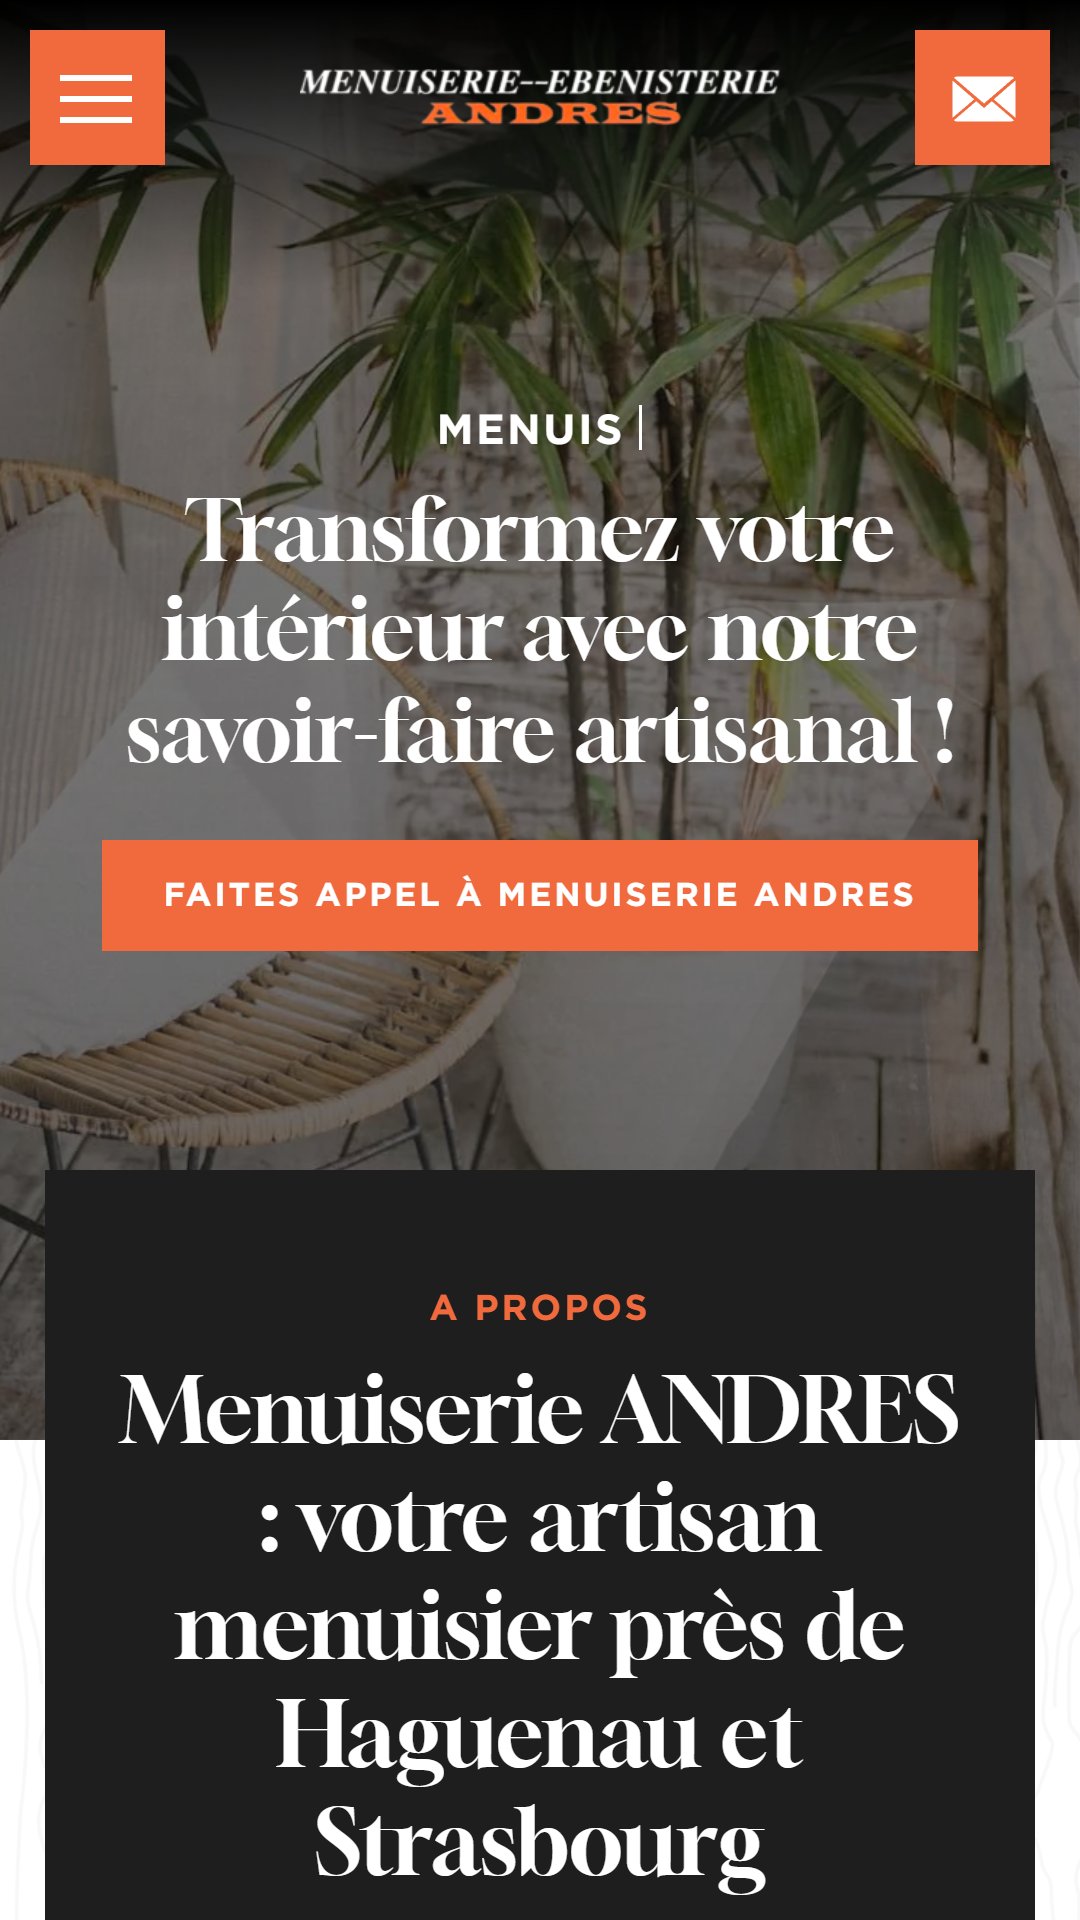 MENUISERIE--EBENISTERIE
ANDRES
MENUIS
Transformez votre
intérieur avec notre
savoir-faire artisanal !
FAITES APPEL À MENUISERIE ANDRES
A PROPOS
Menuiserie ANDRES
: votre artisan
menuisier près de
Haguenau et
Strasbourg